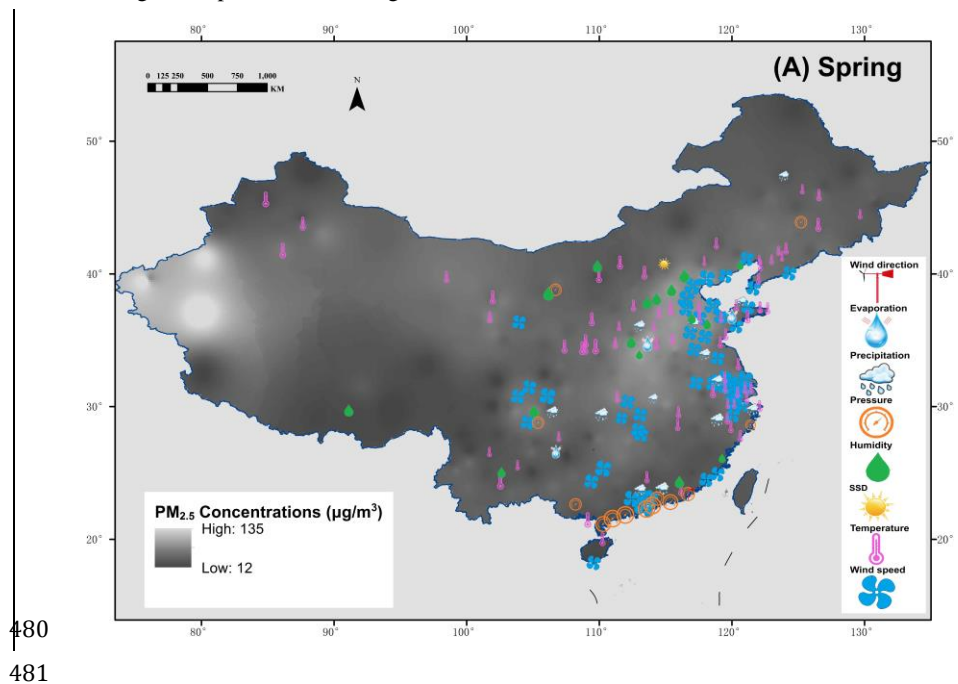 80° 90° 100° 110° 120° 130°
(A) Spring
0 125 250 500 750 1,000
KM
N
50° 50°
40° 40°
30° 30°
20° 20°
Wind direction
Evaporation
Precipitation
Pressure
Humidity
SSD
Temperature
Wind speed
PM2.5 Concentrations (µg/m³)
High: 135
Low: 12
80° 90° 100° 110° 120° 130°
480
481